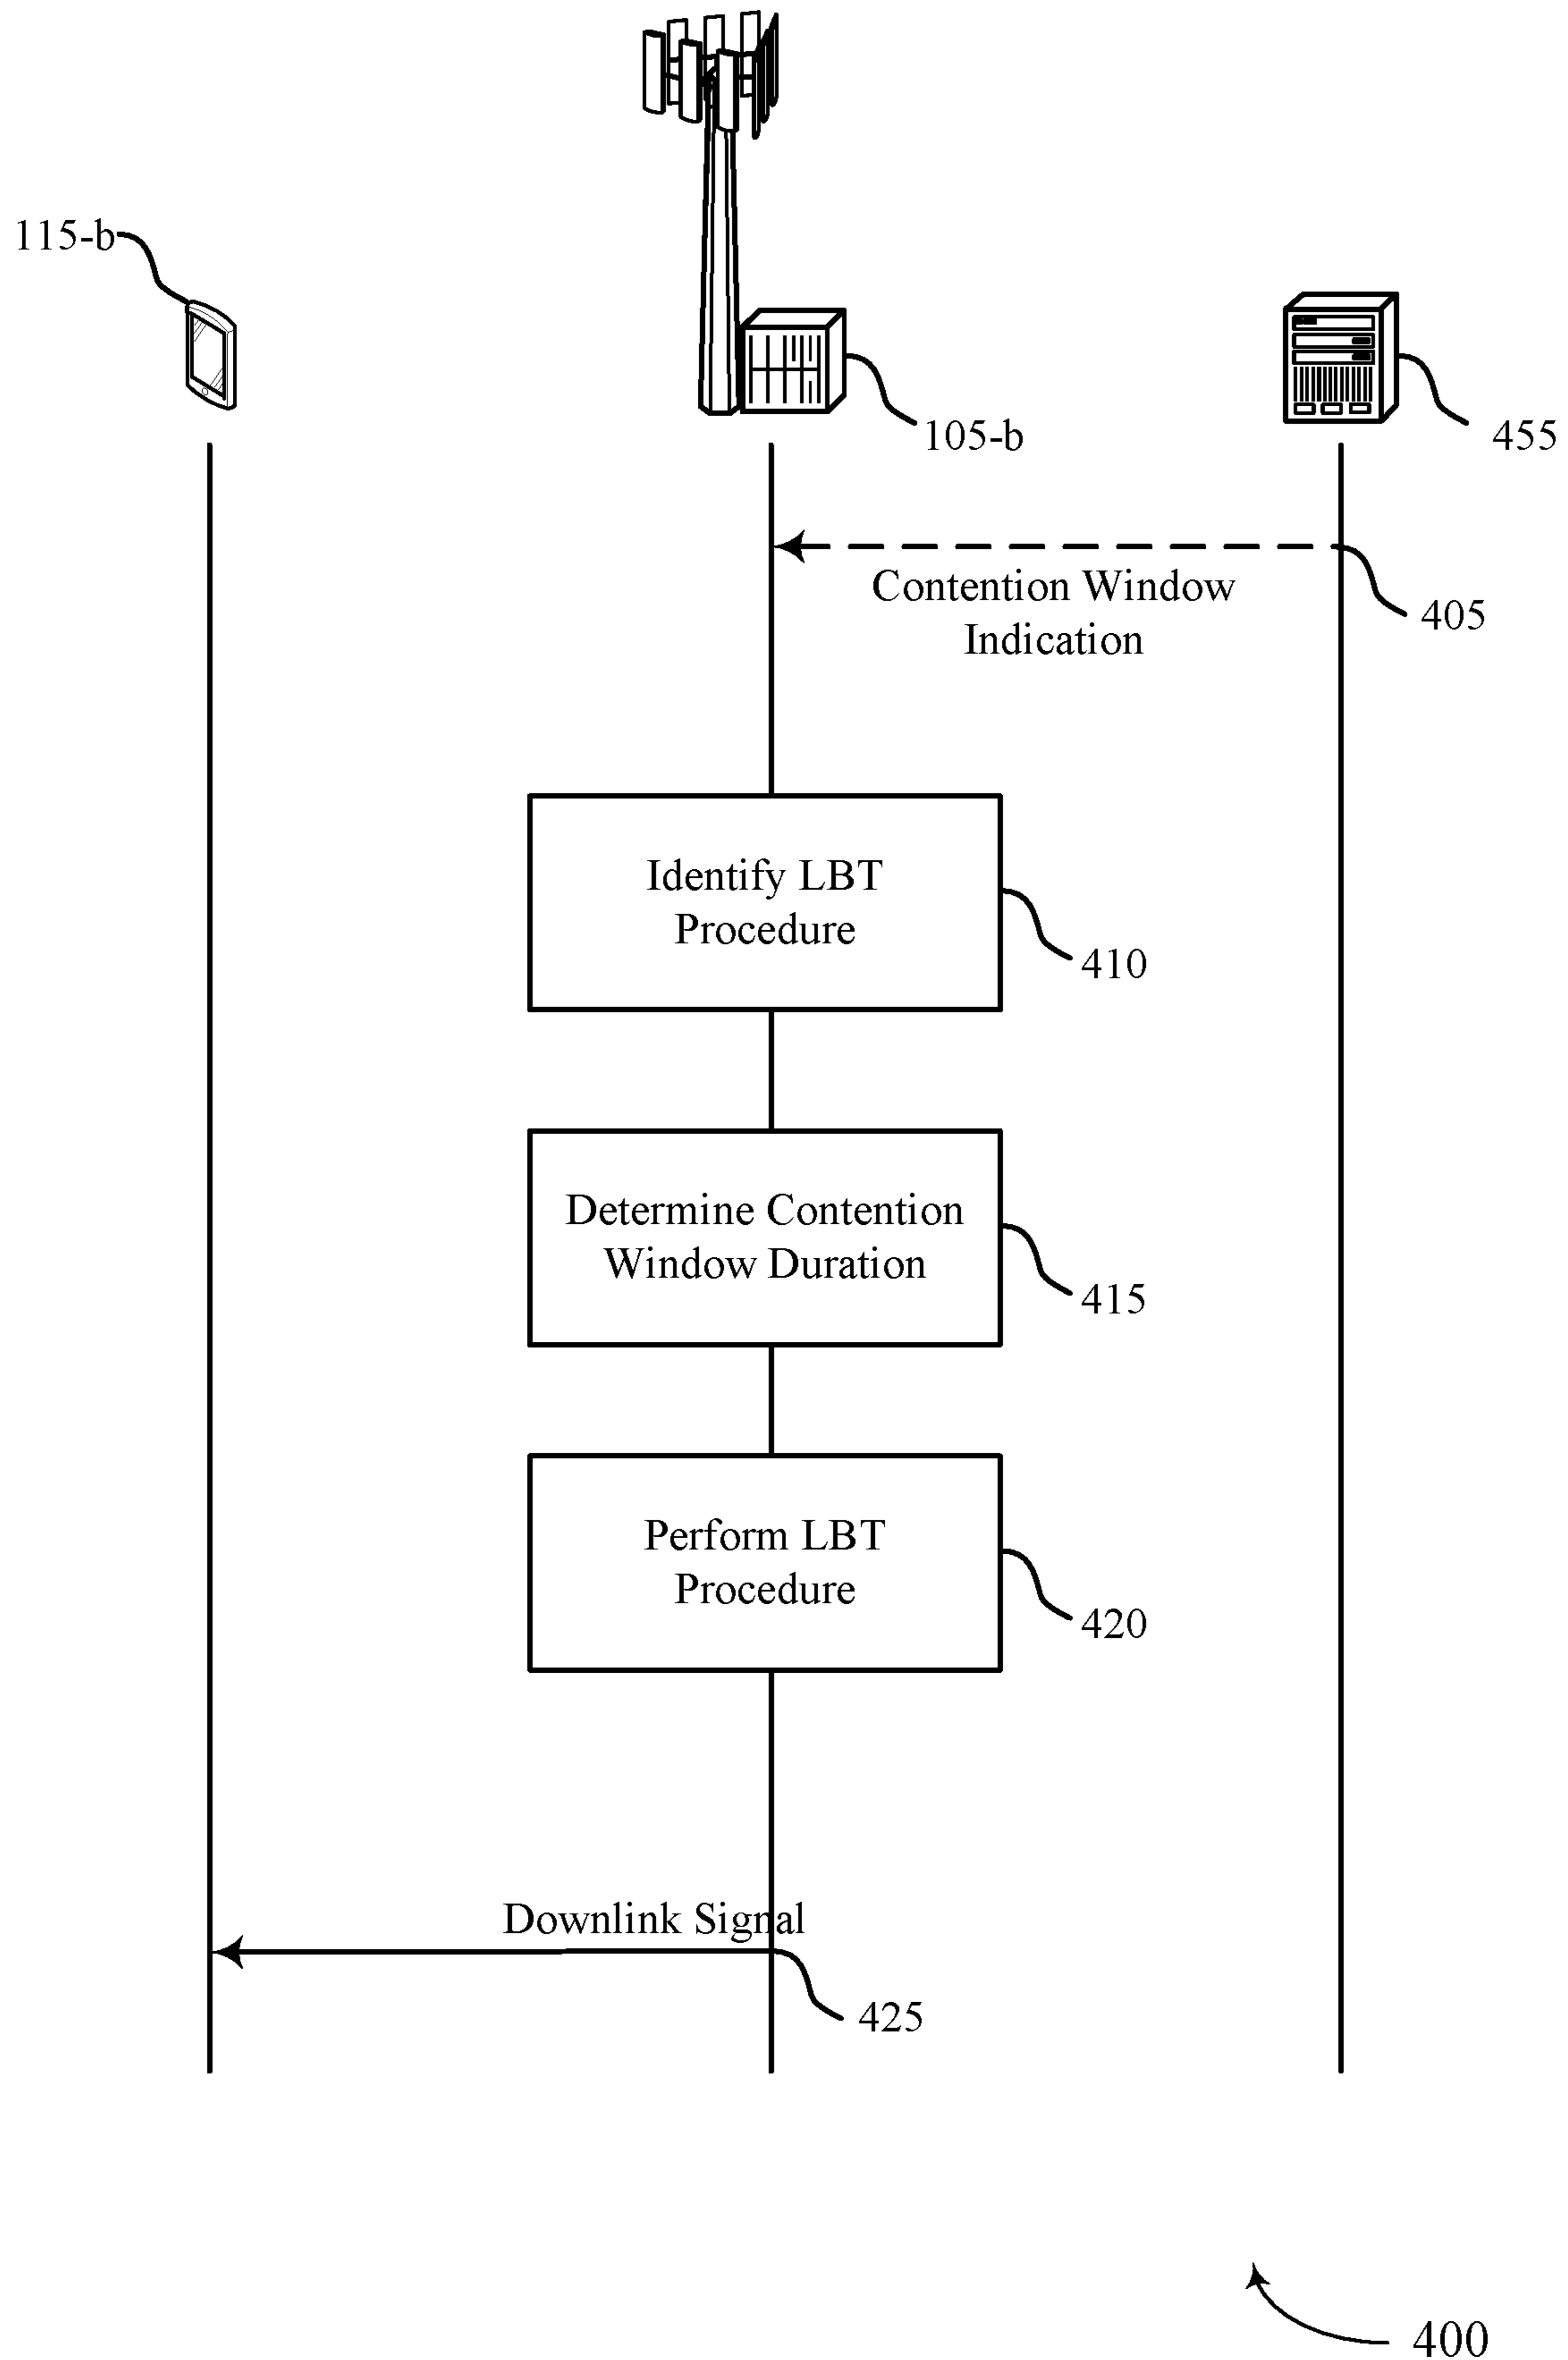 115-b
105-b
455
Contention Window
Indication
405
Identify LBT
Procedure
410
Determine Contention
Window Duration
415
Perform LBT
Procedure
420
Downlink Signal
425
400